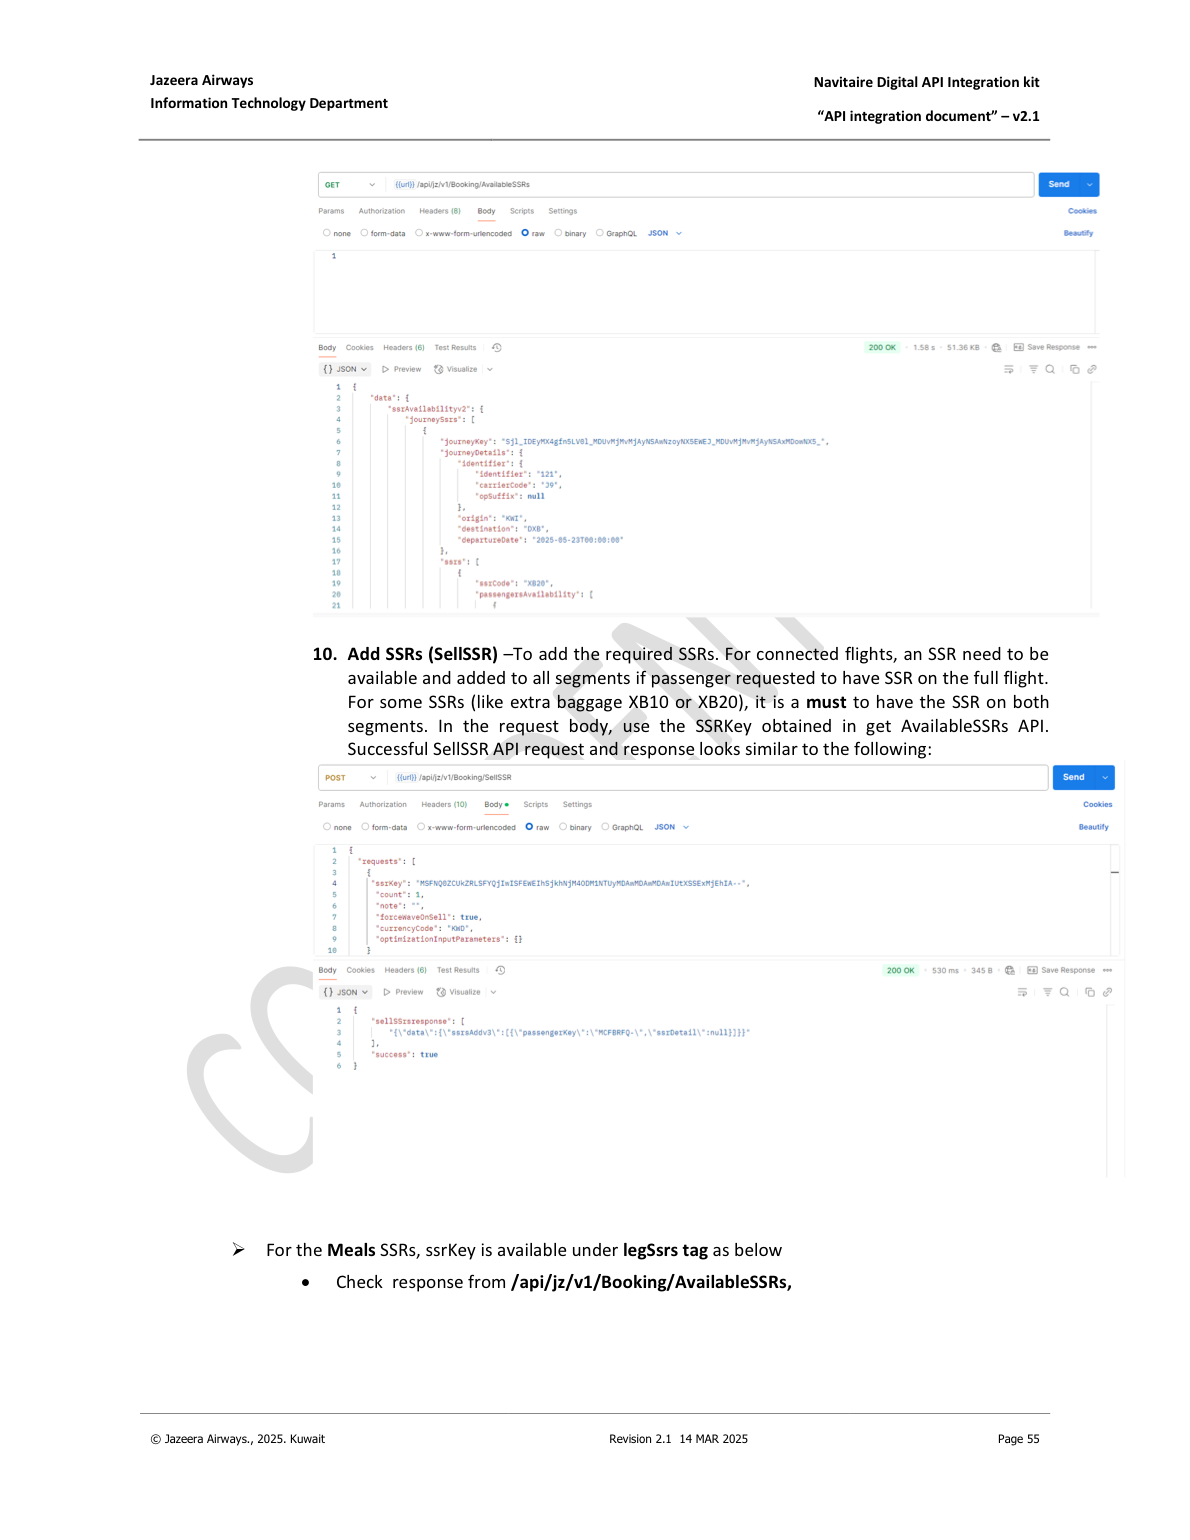 Jazeera Airways
Information Technology Department
Navitaire Digital API Integration kit
“API integration document” – v2.1
GET {{url}} /api/jz/v1/Booking/AvailableSSRs Send
Params Authorization Headers (8) Body Scripts Settings Cookies
none form-data x-www-form-urlencoded raw binary GraphQL JSON Beautify
1
Body Cookies Headers (6) Test Results 200 OK · 1.58 s · 51.36 KB Save Response
{} JSON Preview Visualize
1 {
2 "data": {
3 "ssrAvailabilityv2": {
4 "journeySsrs": [
5 {
6 "journeyKey": "Sjl_IDEyMX4gfn5LV0l_MDUvMjMvMjAyNSAwNzoyNX5EWEJ_MDUvMjMvMjAyNSAxMDowNX5_",
7 "journeyDetails": {
8 "identifier": {
9 "identifier": "121",
10 "carrierCode": "J9",
11 "opSuffix": null
12 },
13 "origin": "KWI",
14 "destination": "DXB",
15 "departureDate": "2025-05-23T00:00:00"
16 },
17 "ssrs": [
18 {
19 "ssrCode": "XB20",
20 "passengersAvailability": [
21 {
10. Add SSRs (SellSSR) –To add the required SSRs. For connected flights, an SSR need to be
available and added to all segments if passenger requested to have SSR on the full flight.
For some SSRs (like extra baggage XB10 or XB20), it is a must to have the SSR on both
segments. In the request body, use the SSRKey obtained in get AvailableSSRs API.
Successful SellSSR API request and response looks similar to the following:
POST {{url}} /api/jz/v1/Booking/SellSSR Send
Params Authorization Headers (10) Body Scripts Settings Cookies
none form-data x-www-form-urlencoded raw binary GraphQL JSON Beautify
1 {
2 "requests": [
3 {
4 "ssrKey": "MSFNQ0ZCUkZRLSFYQjIwISFEWEIhSjkhNjM4ODM1NTUyMDAwMDAwMDAwIUtXSSExMjEhIA--",
5 "count": 1,
6 "note": "",
7 "forceWaveOnSell": true,
8 "currencyCode": "KWD",
9 "optimizationInputParameters": {}
10 }
Body Cookies Headers (6) Test Results 200 OK · 530 ms · 345 B Save Response
{} JSON Preview Visualize
1 {
2 "sellSSrsresponse": [
3 "{\"data\":{\"ssrsAddv3\":[{\"passengerKey\":\"MCFBRFQ-\",\"ssrDetail\":null}]}}"
4 ],
5 "success": true
6 }
➢ For the Meals SSRs, ssrKey is available under legSsrs tag as below
• Check response from /api/jz/v1/Booking/AvailableSSRs,
© Jazeera Airways., 2025. Kuwait Revision 2.1 14 MAR 2025 Page 55